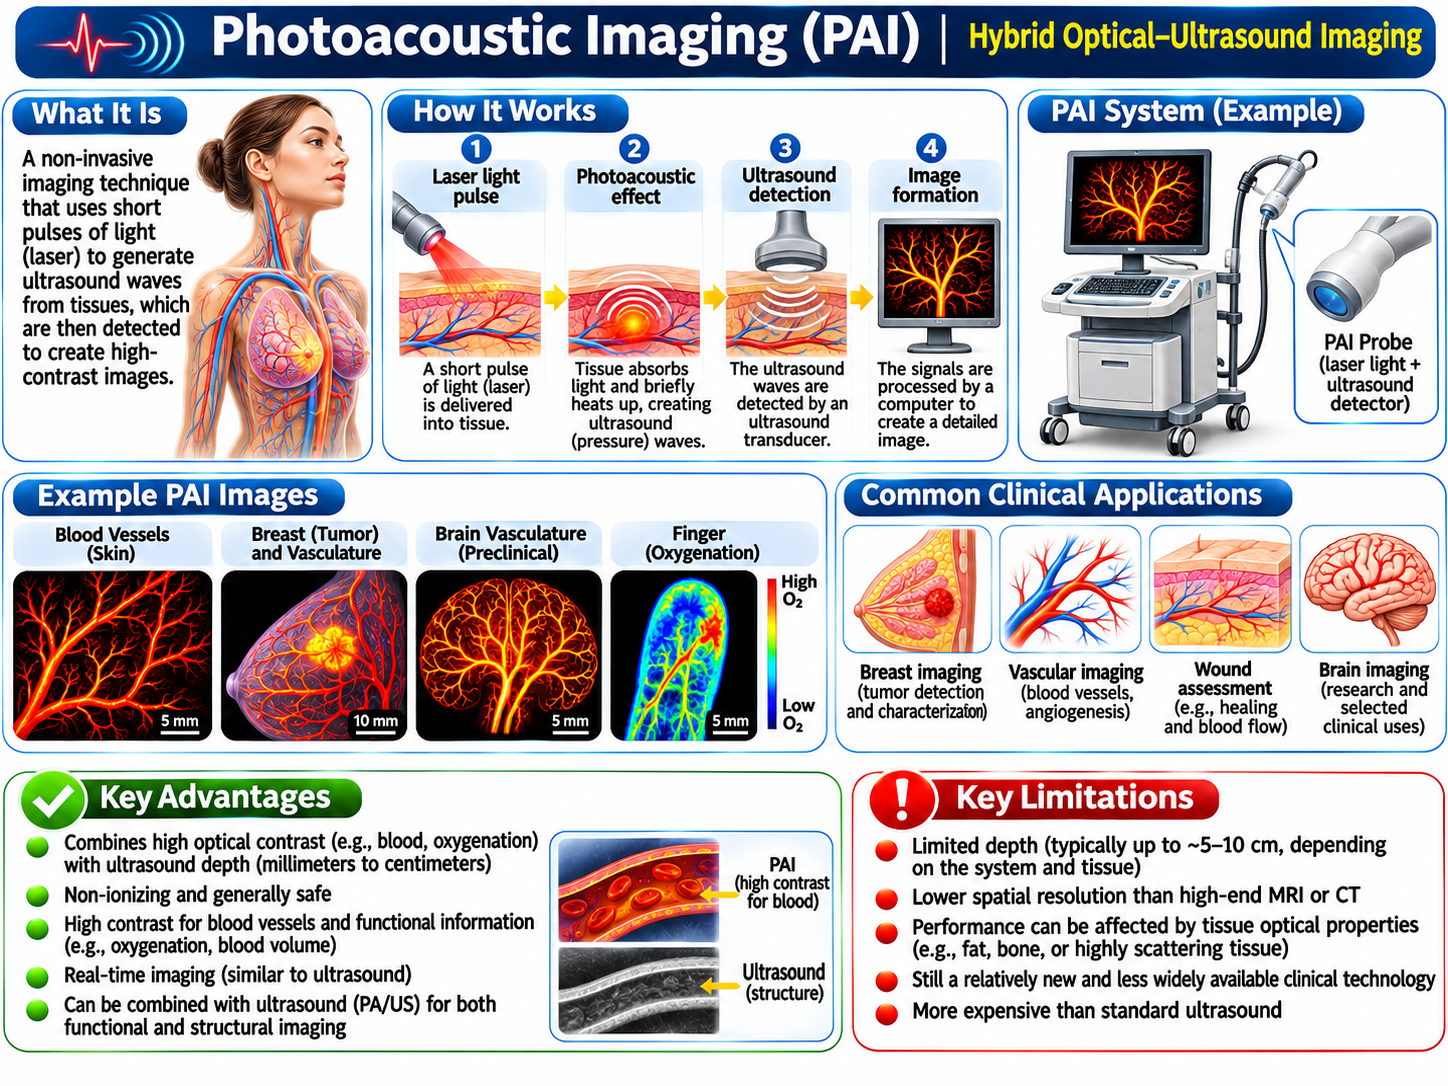 Photoacoustic Imaging (PAI) | Hybrid Optical–Ultrasound Imaging
What It Is
A non-invasive
imaging technique
that uses short
pulses of light
(laser) to generate
ultrasound waves
from tissues, which
are then detected
to create high-
contrast images.
How It Works
1
Laser light
pulse
A short pulse
of light (laser)
is delivered
into tissue.
2
Photoacoustic
effect
Tissue absorbs
light and briefly
heats up, creating
ultrasound
(pressure) waves.
3
Ultrasound
detection
The ultrasound
waves are
detected by an
ultrasound
transducer.
4
Image
formation
The signals are
processed by a
computer to
create a detailed
image.
PAI System (Example)
PAI Probe
(laser light +
ultrasound
detector)
Example PAI Images
Blood Vessels
(Skin)
5 mm
Breast (Tumor)
and Vasculature
10 mm
Brain Vasculature
(Preclinical)
5 mm
Finger
(Oxygenation)
5 mm
High
O₂
Low
O₂
Common Clinical Applications
Breast imaging
(tumor detection
and characterization)
Vascular imaging
(blood vessels,
angiogenesis)
Wound
assessment
(e.g., healing
and blood flow)
Brain imaging
(research and
selected
clinical uses)
Key Advantages
Combines high optical contrast (e.g., blood, oxygenation)
with ultrasound depth (millimeters to centimeters)
Non-ionizing and generally safe
High contrast for blood vessels and functional information
(e.g., oxygenation, blood volume)
Real-time imaging (similar to ultrasound)
Can be combined with ultrasound (PA/US) for both
functional and structural imaging
PAI
(high contrast
for blood)
Ultrasound
(structure)
! Key Limitations
Limited depth (typically up to ~5–10 cm, depending
on the system and tissue)
Lower spatial resolution than high-end MRI or CT
Performance can be affected by tissue optical properties
(e.g., fat, bone, or highly scattering tissue)
Still a relatively new and less widely available clinical technology
More expensive than standard ultrasound